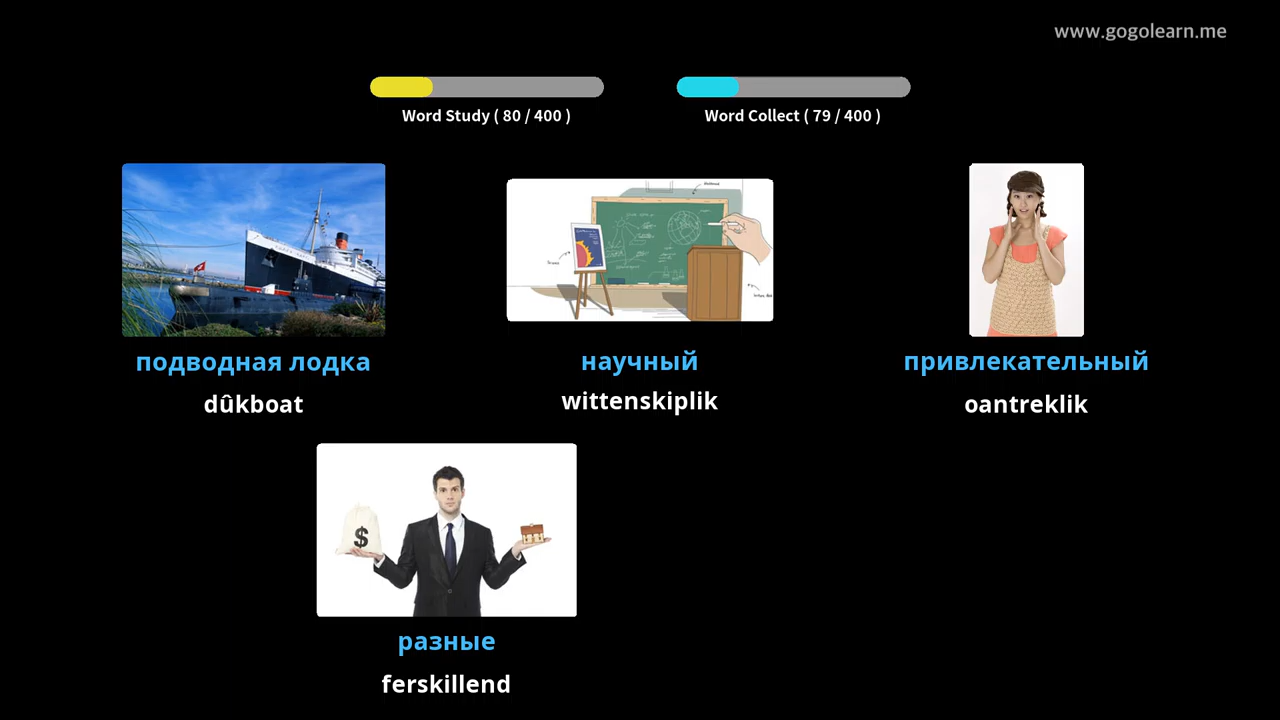 www.gogolearn.me
Word Study ( 80 / 400 )
Word Collect ( 79 / 400 )
подводная лодка
научный
привлекательный
dûkboat
wittenskiplik
oantreklik
$
разные
ferskillend